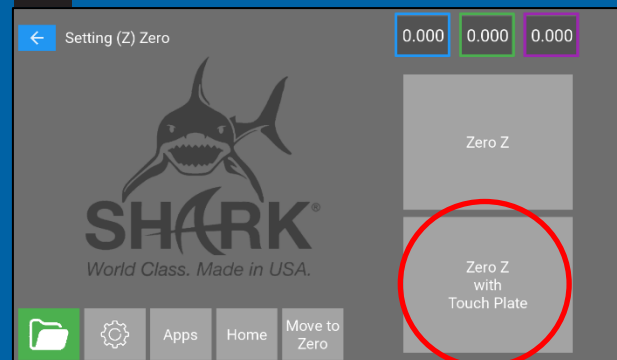 Setting (Z) Zero
0.000 0.000 0.000
Zero Z
SHARK®
World Class. Made in USA.
Zero Z
with
Touch Plate
Apps
Home
Move to
Zero